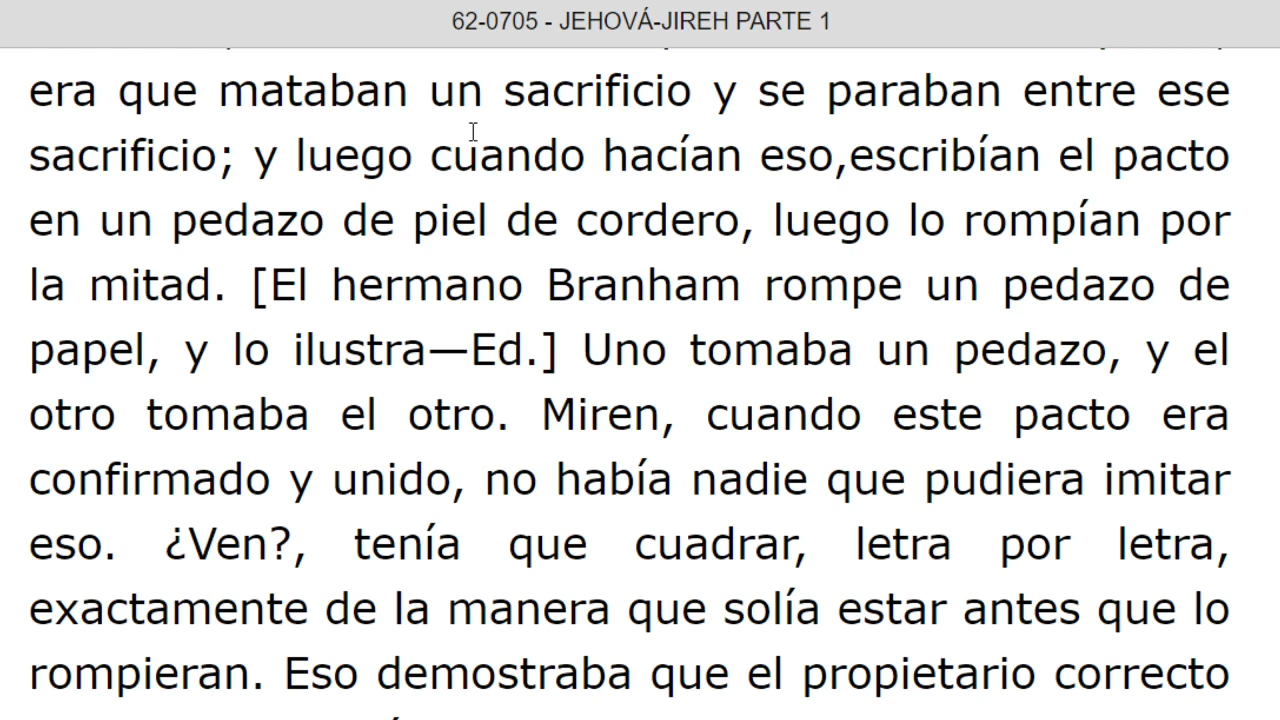 62-0705 - JEHOVÁ-JIREH PARTE 1
era que mataban un sacrificio y se paraban entre ese
sacrificio; y luego cuando hacían eso,escribían el pacto
en un pedazo de piel de cordero, luego lo rompían por
la mitad. [El hermano Branham rompe un pedazo de
papel, y lo ilustra—Ed.] Uno tomaba un pedazo, y el
otro tomaba el otro. Miren, cuando este pacto era
confirmado y unido, no había nadie que pudiera imitar
eso. ¿Ven?, tenía que cuadrar, letra por letra,
exactamente de la manera que solía estar antes que lo
rompieran. Eso demostraba que el propietario correcto